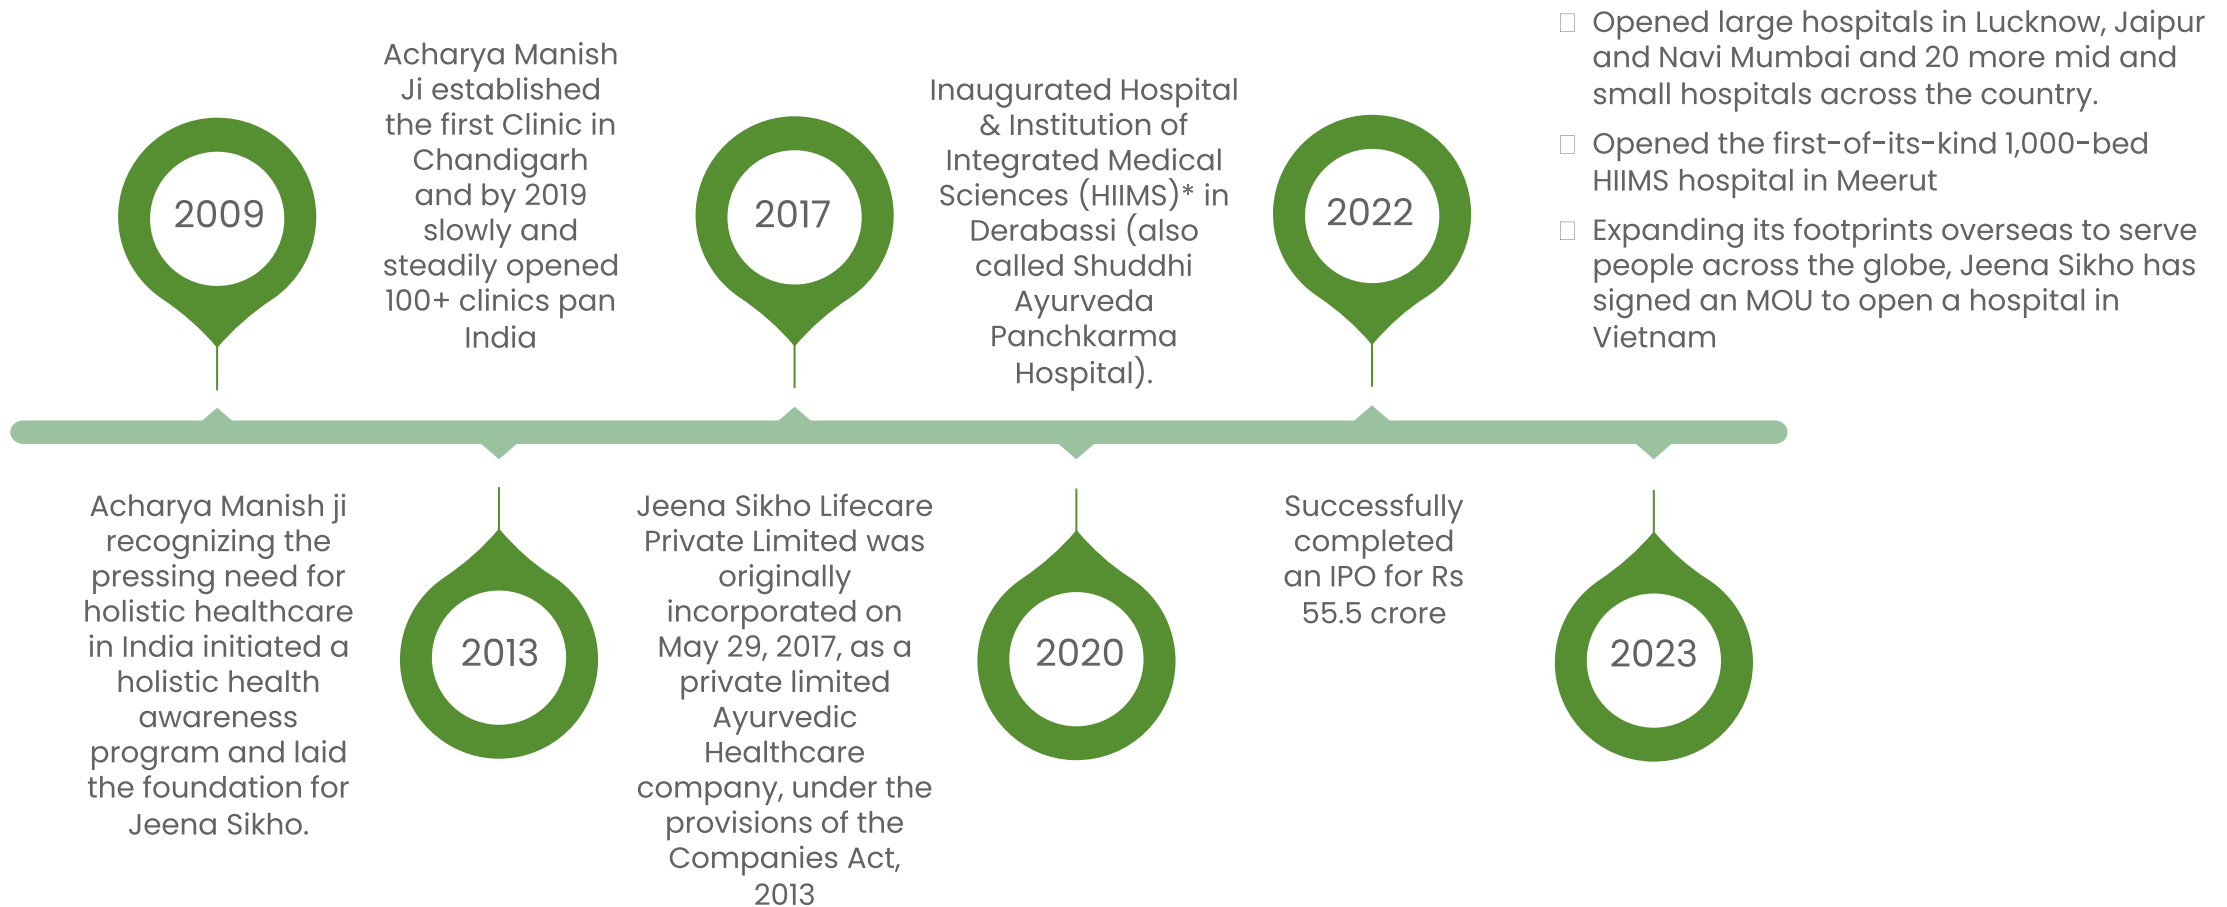 2009
Acharya Manish ji
recognizing the
pressing need for
holistic healthcare
in India initiated a
holistic health
awareness
program and laid
the foundation for
Jeena Sikho.
Acharya Manish
Ji established
the first Clinic in
Chandigarh
and by 2019
slowly and
steadily opened
100+ clinics pan
India
2013
2017
Jeena Sikho Lifecare
Private Limited was
originally
incorporated on
May 29, 2017, as a
private limited
Ayurvedic
Healthcare
company, under the
provisions of the
Companies Act,
2013
Inaugurated Hospital
& Institution of
Integrated Medical
Sciences (HIIMS)* in
Derabassi (also
called Shuddhi
Ayurveda
Panchkarma
Hospital).
2020
2022
Successfully
completed
an IPO for Rs
55.5 crore
Opened large hospitals in Lucknow, Jaipur
and Navi Mumbai and 20 more mid and
small hospitals across the country.
Opened the first-of-its-kind 1,000-bed
HIIMS hospital in Meerut
Expanding its footprints overseas to serve
people across the globe, Jeena Sikho has
signed an MOU to open a hospital in
Vietnam
2023